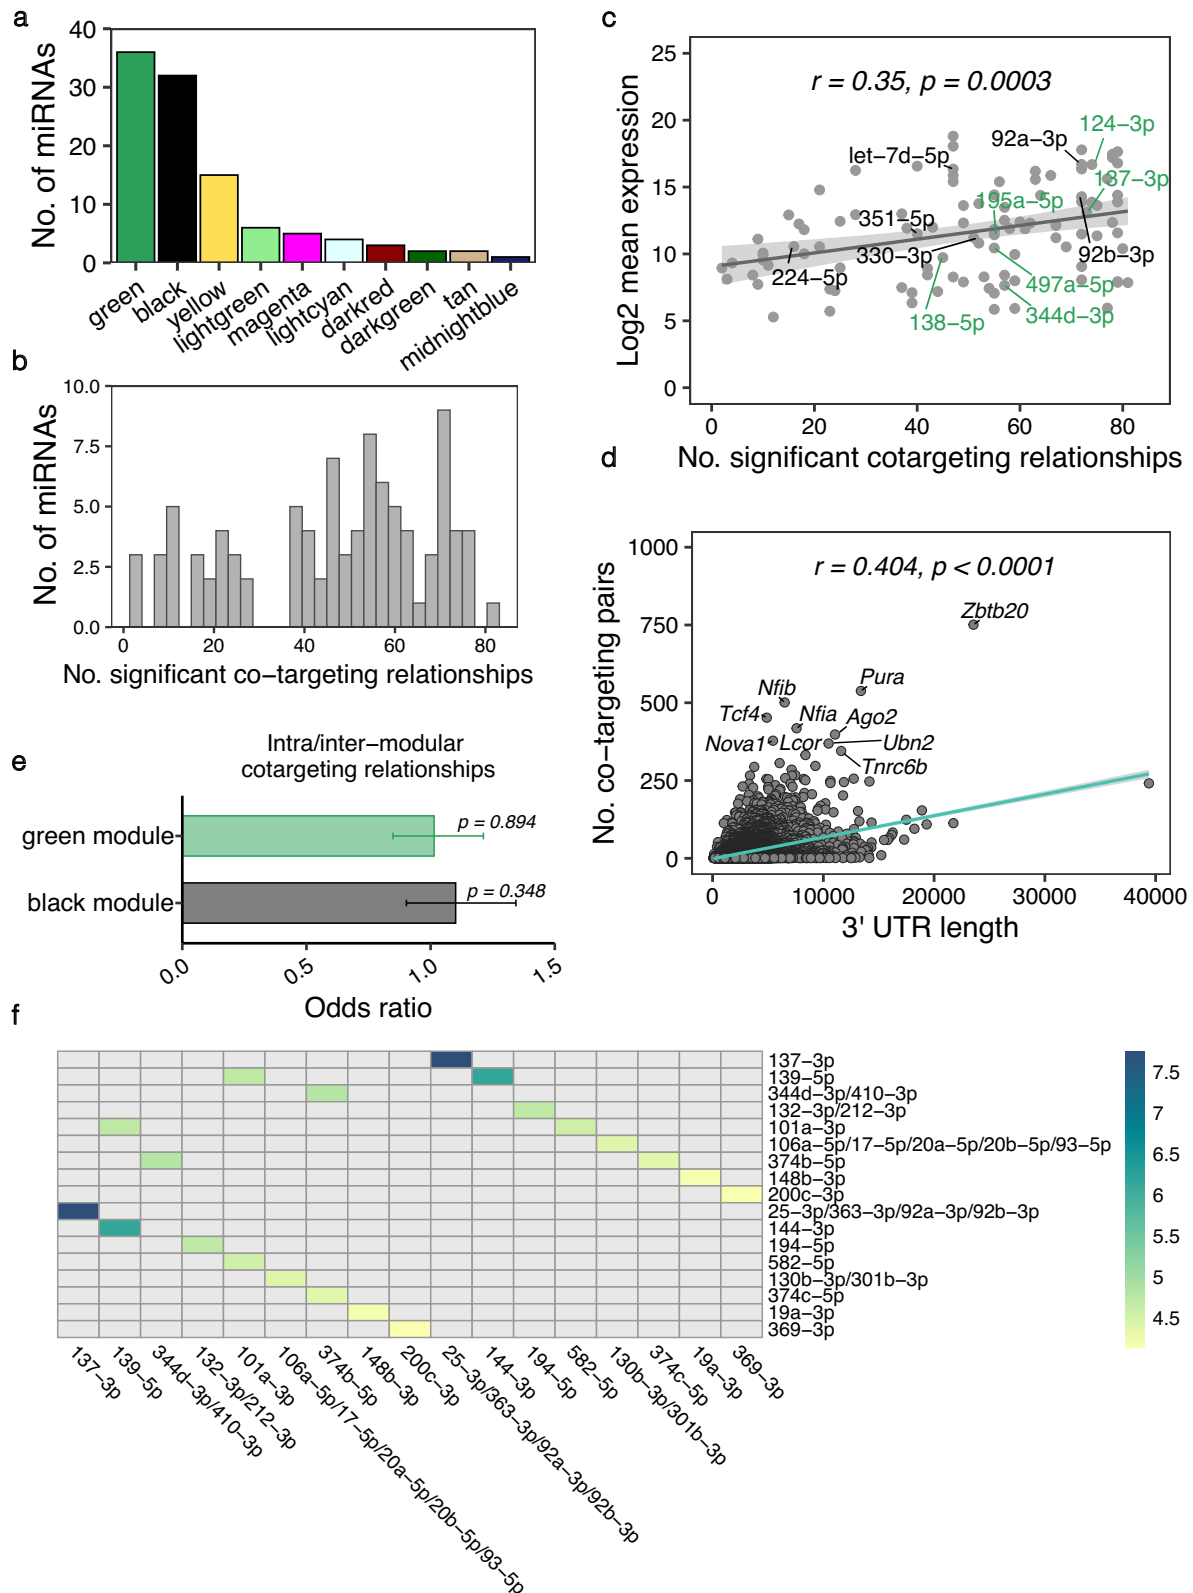 a
No. of miRNAs
40
30
20
10
0
green
black
yellow
lightgreen
magenta
lightcyan
darkred
darkgreen
tan
midnightblue
b
No. of miRNAs
10.0
7.5
5.0
2.5
0.0
0
20
40
60
80
No. significant co−targeting relationships
c
Log2 mean expression
25
20
15
10
5
0
r = 0.35, p = 0.0003
124−3p
92a−3p
let−7d−5p
137−3p
195a−5p
351−5p
330−3p
92b−3p
224−5p
497a−5p
138−5p
344d−3p
0
20
40
60
80
No. significant cotargeting relationships
d
No. co−targeting pairs
1000
750
500
250
0
r = 0.404, p < 0.0001
Zbtb20
Pura
Nfib
Tcf4
Nfia
Ago2
Nova1
Lcor
Ubn2
Tnrc6b
0
10000
20000
30000
40000
3' UTR length
e
Intra/inter−modular
cotargeting relationships
green module
p = 0.894
black module
p = 0.348
0.0
0.5
1.0
1.5
Odds ratio
f
137−3p
139−5p
344d−3p/410−3p
132−3p/212−3p
101a−3p
106a−5p/17−5p/20a−5p/20b−5p/93−5p
374b−5p
148b−3p
200c−3p
25−3p/363−3p/92a−3p/92b−3p
144−3p
194−5p
582−5p
130b−3p/301b−3p
374c−5p
19a−3p
369−3p
137−3p
139−5p
344d−3p/410−3p
132−3p/212−3p
101a−3p
106a−5p/17−5p/20a−5p/20b−5p/93−5p
374b−5p
148b−3p
200c−3p
25−3p/363−3p/92a−3p/92b−3p
144−3p
194−5p
582−5p
130b−3p/301b−3p
374c−5p
19a−3p
369−3p
7.5
7
6.5
6
5.5
5
4.5